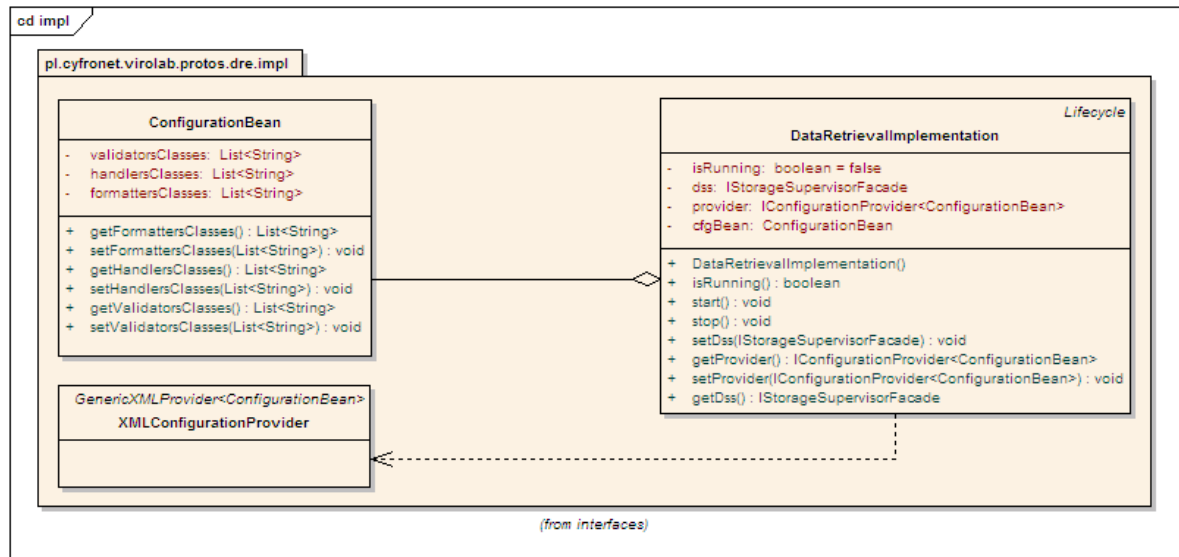 cd impl
pl.cyfronet.virolab.protos.dre.impl
ConfigurationBean
- validatorsClasses: List<String>
- handlersClasses: List<String>
- formattersClasses: List<String>
+ getFormattersClasses() : List<String>
+ setFormattersClasses(List<String>) : void
+ getHandlersClasses() : List<String>
+ setHandlersClasses(List<String>) : void
+ getValidatorsClasses() : List<String>
+ setValidatorsClasses(List<String>) : void
Lifecycle
DataRetrievalImplementation
- isRunning: boolean = false
- dss: IStorageSupervisorFacade
- provider: IConfigurationProvider<ConfigurationBean>
- cfgBean: ConfigurationBean
+ DataRetrievalImplementation()
+ isRunning() : boolean
+ start() : void
+ stop() : void
+ setDss(IStorageSupervisorFacade) : void
+ getProvider() : IConfigurationProvider<ConfigurationBean>
+ setProvider(IConfigurationProvider<ConfigurationBean>) : void
+ getDss() : IStorageSupervisorFacade
GenericXMLProvider<ConfigurationBean>
XMLConfigurationProvider
(from interfaces)